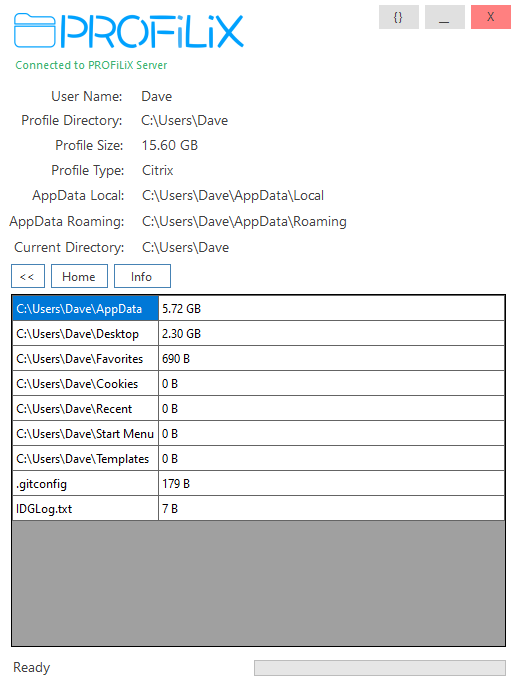 PROFiLiX
{} _ X
Connected to PROFiLiX Server
User Name: Dave
Profile Directory: C:\Users\Dave
Profile Size: 15.60 GB
Profile Type: Citrix
AppData Local: C:\Users\Dave\AppData\Local
AppData Roaming: C:\Users\Dave\AppData\Roaming
Current Directory: C:\Users\Dave
<< Home Info
C:\Users\Dave\AppData 5.72 GB
C:\Users\Dave\Desktop 2.30 GB
C:\Users\Dave\Favorites 690 B
C:\Users\Dave\Cookies 0 B
C:\Users\Dave\Recent 0 B
C:\Users\Dave\Start Menu 0 B
C:\Users\Dave\Templates 0 B
.gitconfig 179 B
IDGLog.txt 7 B
Ready